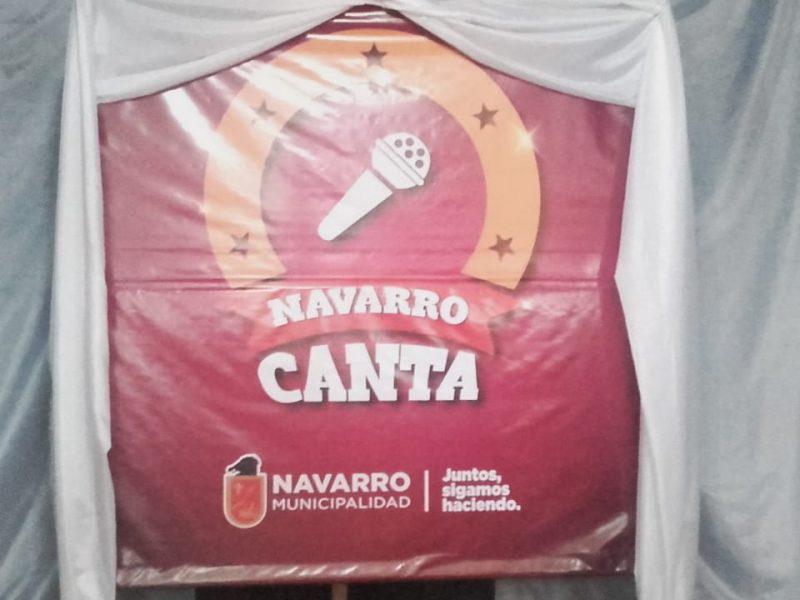 NAVARRO
CANTA
NAVARRO
MUNICIPALIDAD
Juntos,
sigamos
haciendo.